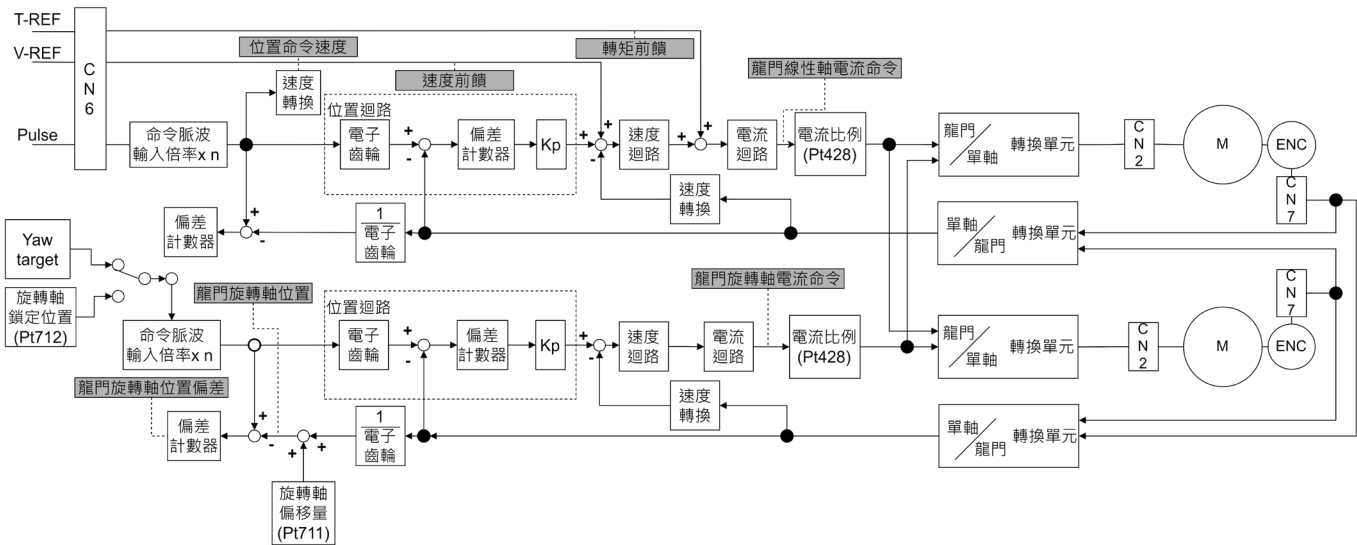 T-REF
V-REF
Pulse
C
N
6
位置命令速度
速度
轉換
命令脈波
輸入倍率x n
速度前饋
轉矩前饋
龍門線性軸電流命令
位置迴路
電子
齒輪
+
-
偏差
計數器
Kp
+
+
-
速度
迴路
+
+
電流
迴路
電流比例
(Pt428)
龍門
單軸
轉換單元
C
N
2
M
ENC
C
N
7
速度
轉換
偏差
計數器
+
-
1
電子
齒輪
單軸
龍門
轉換單元
Yaw
target
旋轉軸
鎖定位置
(Pt712)
命令脈波
輸入倍率x n
龍門旋轉軸位置
龍門旋轉軸電流命令
位置迴路
電子
齒輪
+
-
偏差
計數器
Kp
+
-
速度
迴路
電流
迴路
電流比例
(Pt428)
龍門
單軸
轉換單元
C
N
2
M
ENC
C
N
7
速度
轉換
龍門旋轉軸位置偏差
偏差
計數器
+
-
+
+
1
電子
齒輪
單軸
龍門
轉換單元
旋轉軸
偏移量
(Pt711)